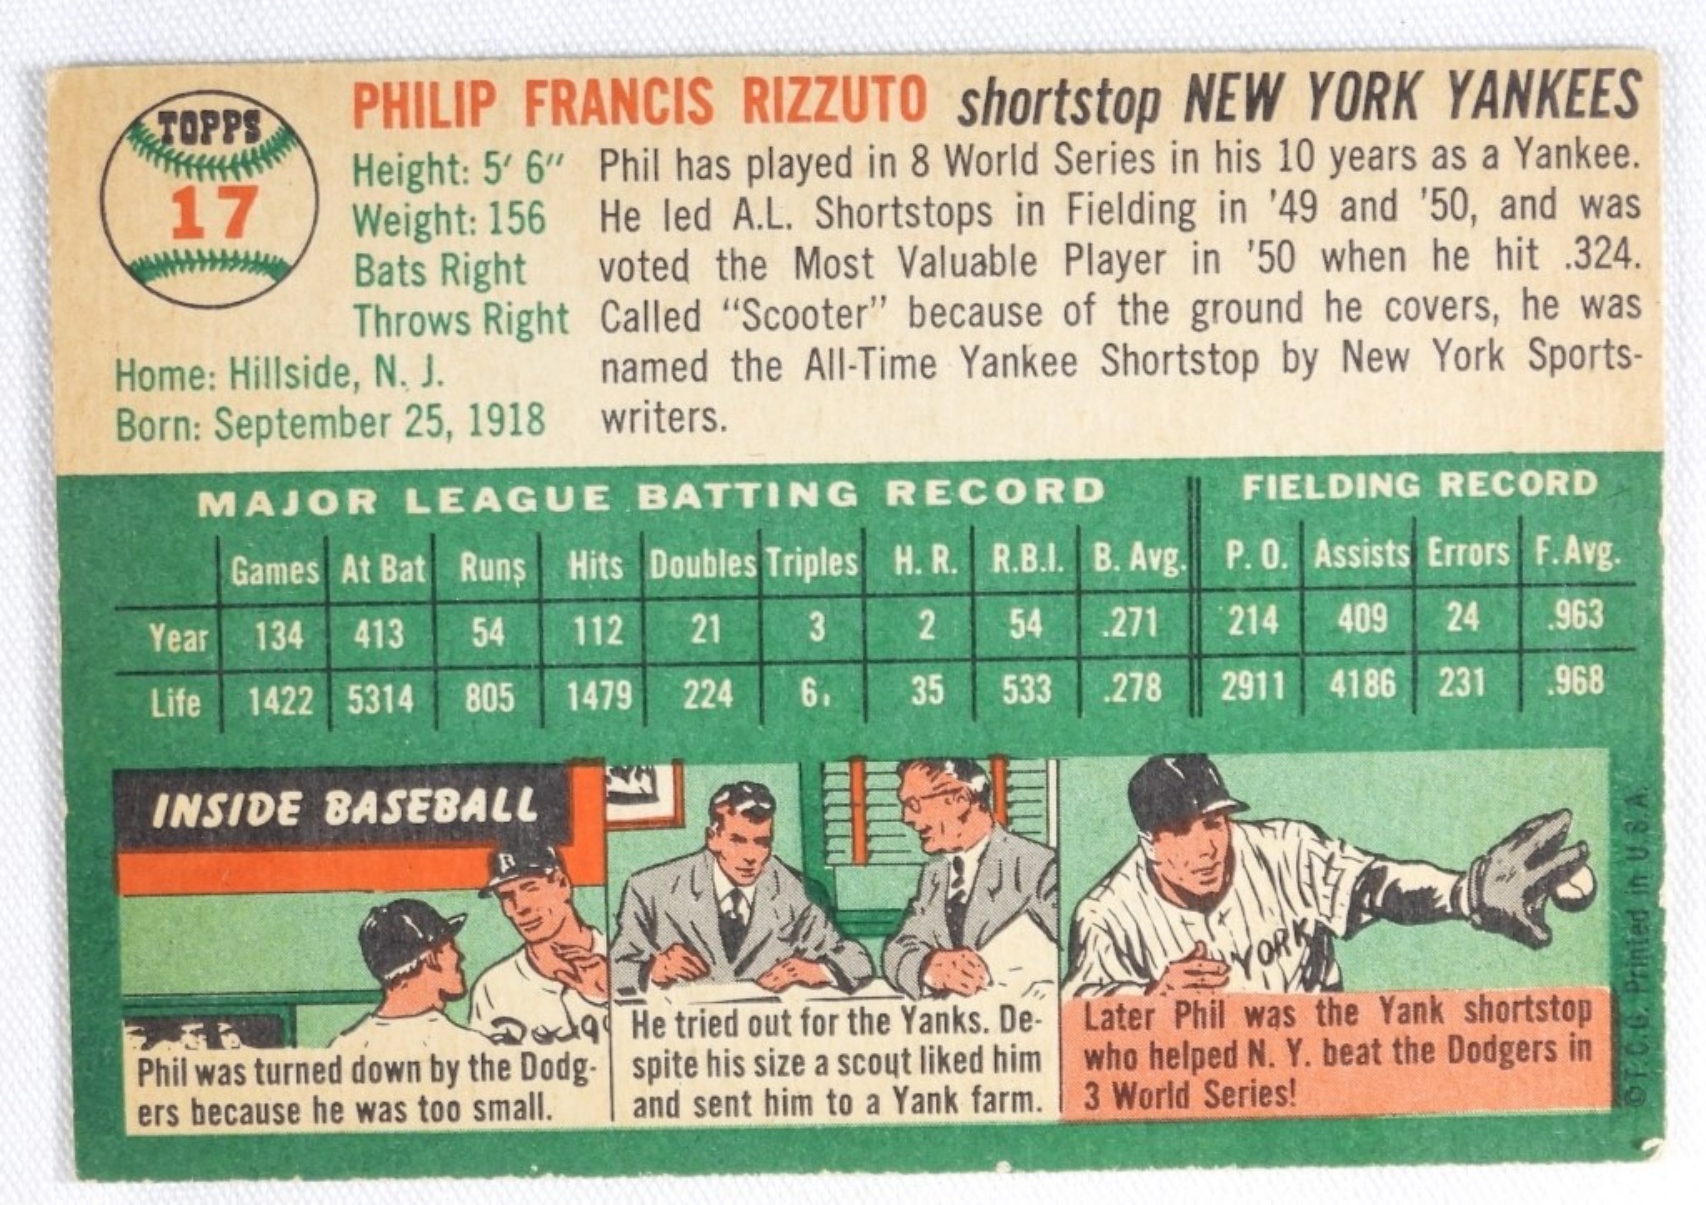 TOPPS
17
PHILIP FRANCIS RIZZUTO shortstop NEW YORK YANKEES
Height: 5' 6"
Weight: 156
Bats Right
Throws Right
Home: Hillside, N. J.
Born: September 25, 1918
Phil has played in 8 World Series in his 10 years as a Yankee.
He led A.L. Shortstops in Fielding in '49 and '50, and was
voted the Most Valuable Player in '50 when he hit .324.
Called "Scooter" because of the ground he covers, he was
named the All-Time Yankee Shortstop by New York Sports-
writers.
MAJOR LEAGUE BATTING RECORD FIELDING RECORD
Games At Bat Runs Hits Doubles Triples H. R. R.B.I. B. Avg. P. O. Assists Errors F. Avg.
Year 134 413 54 112 21 3 2 54 .271 214 409 24 .963
Life 1422 5314 805 1479 224 6. 35 533 .278 2911 4186 231 .968
INSIDE BASEBALL
B
Dodg
Phil was turned down by the Dodg-
ers because he was too small.
He tried out for the Yanks. De-
spite his size a scout liked him
and sent him to a Yank farm.
YORK
Later Phil was the Yank shortstop
who helped N. Y. beat the Dodgers in
3 World Series!
© T.C.G. Printed in U.S.A.